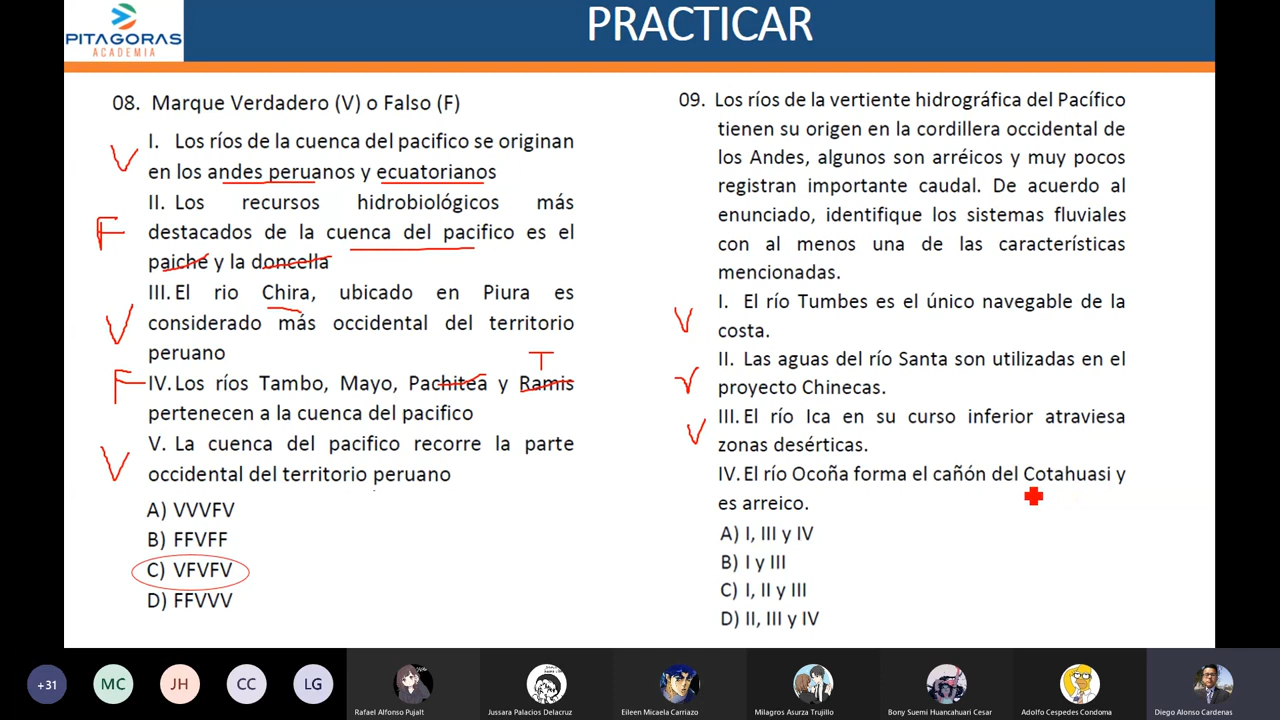 PITAGORAS
ACADEMIA
PRACTICAR
08. Marque Verdadero (V) o Falso (F)
V
I. Los ríos de la cuenca del pacifico se originan
en los andes peruanos y ecuatorianos
F
II. Los recursos hidrobiológicos más
destacados de la cuenca del pacifico es el
paiche y la doncella
V
III. El rio Chira, ubicado en Piura es
considerado más occidental del territorio
peruano
T
F
IV. Los ríos Tambo, Mayo, Pachitea y Ramis
pertenecen a la cuenca del pacifico
V
V. La cuenca del pacifico recorre la parte
occidental del territorio peruano
A) VVVFV
B) FFVFF
C) VFVFV
D) FFVVV
09. Los ríos de la vertiente hidrográfica del Pacífico
tienen su origen en la cordillera occidental de
los Andes, algunos son arréicos y muy pocos
registran importante caudal. De acuerdo al
enunciado, identifique los sistemas fluviales
con al menos una de las características
mencionadas.
V
I. El río Tumbes es el único navegable de la
costa.
V
II. Las aguas del río Santa son utilizadas en el
proyecto Chinecas.
V
III. El río Ica en su curso inferior atraviesa
zonas desérticas.
IV. El río Ocoña forma el cañón del Cotahuasi y
es arreico.
A) I, III y IV
B) I y III
C) I, II y III
D) II, III y IV
+31
MC
JH
CC
LG
Rafael Alfonso Pujalt
Jussara Palacios Delacruz
Eileen Micaela Carriazo
Milagros Asurza Trujillo
Bony Suemi Huancahuari Cesar
Adolfo Cespedes Condoma
Diego Alonso Cardenas